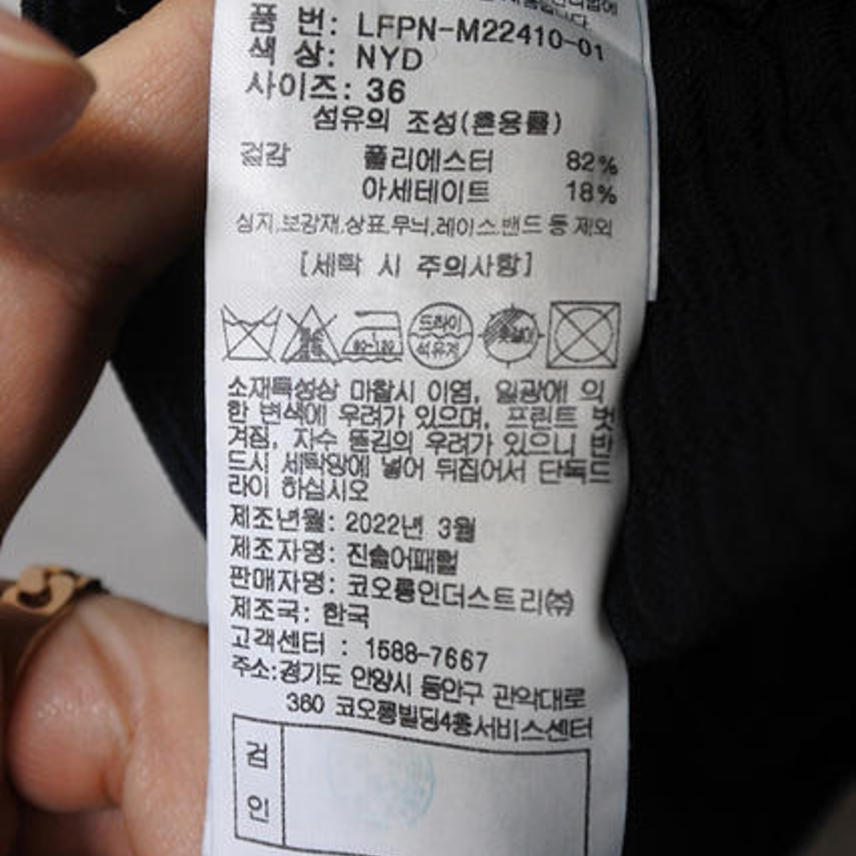 품 번: LFPN-M22410-01
색 상: NYD
사이즈: 36
섬유의 조성(혼용률)
겉감 폴리에스터 82%
아세테이트 18%
심지,보강재,상표,무늬,레이스,밴드 등 제외
[세탁 시 주의사항]
80~120
드라이
석유계
소재특성상 마찰시 이염, 일광에 의
한 변색에 우려가 있으며, 프린트 벗
겨짐, 자수 뜯김의 우려가 있으니 반
드시 세탁망에 넣어 뒤집어서 단독드
라이 하십시오
제조년월: 2022년 3월
제조자명: 진솔어패럴
판매자명: 코오롱인더스트리㈜
제조국: 한국
고객센터 : 1588-7667
주소:경기도 안양시 동안구 관악대로
360 코오롱빌딩4층서비스센터
검
인